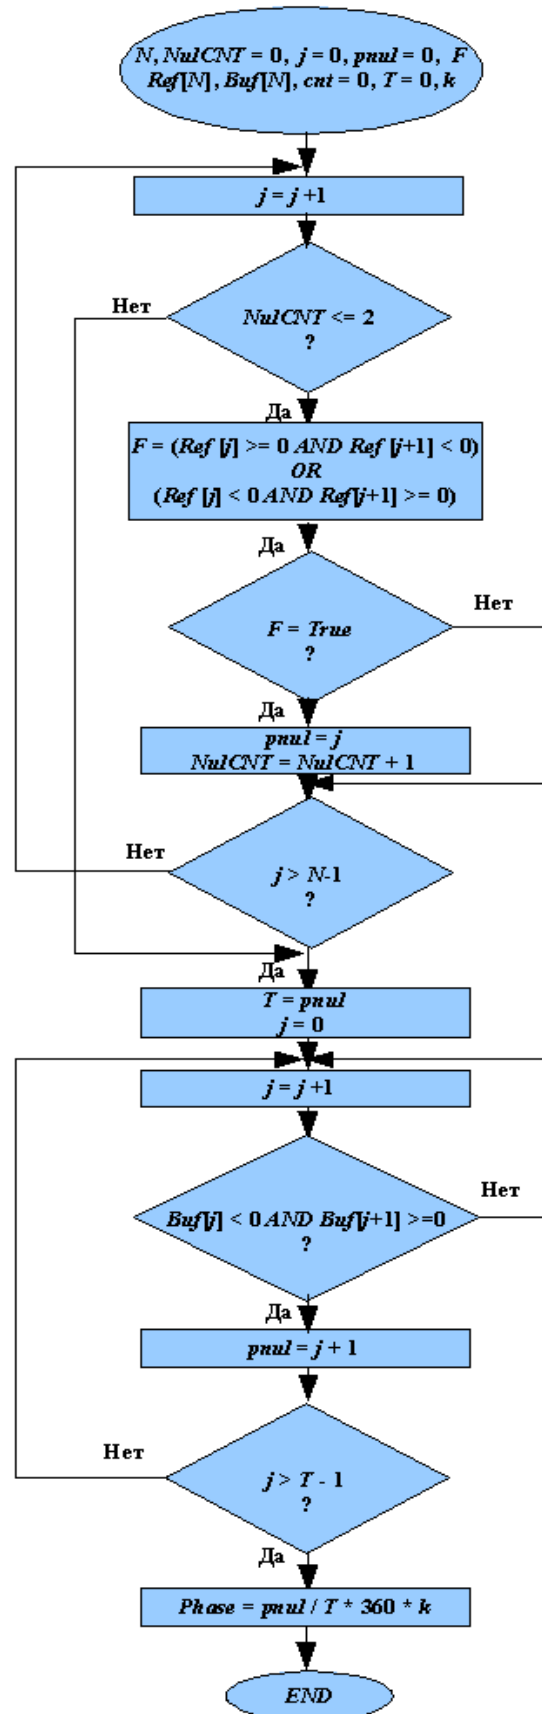 N, NulCNT = 0, j = 0, pnul = 0, F
Ref[N], Buf[N], cnt = 0, T = 0, k
j = j +1
Нет
NulCNT <= 2
?
Да
F = (Ref [j] >= 0 AND Ref [j+1] < 0)
OR
(Ref [j] < 0 AND Ref[j+1] >= 0)
Да
Нет
F = True
?
Да
pnul = j
NulCNT = NulCNT + 1
Нет
j > N-1
?
Да
T = pnul
j = 0
j = j +1
Нет
Buf[j] < 0 AND Buf[j+1] >=0
?
Да
pnul = j + 1
Нет
j > T - 1
?
Да
Phase = pnul / T * 360 * k
END